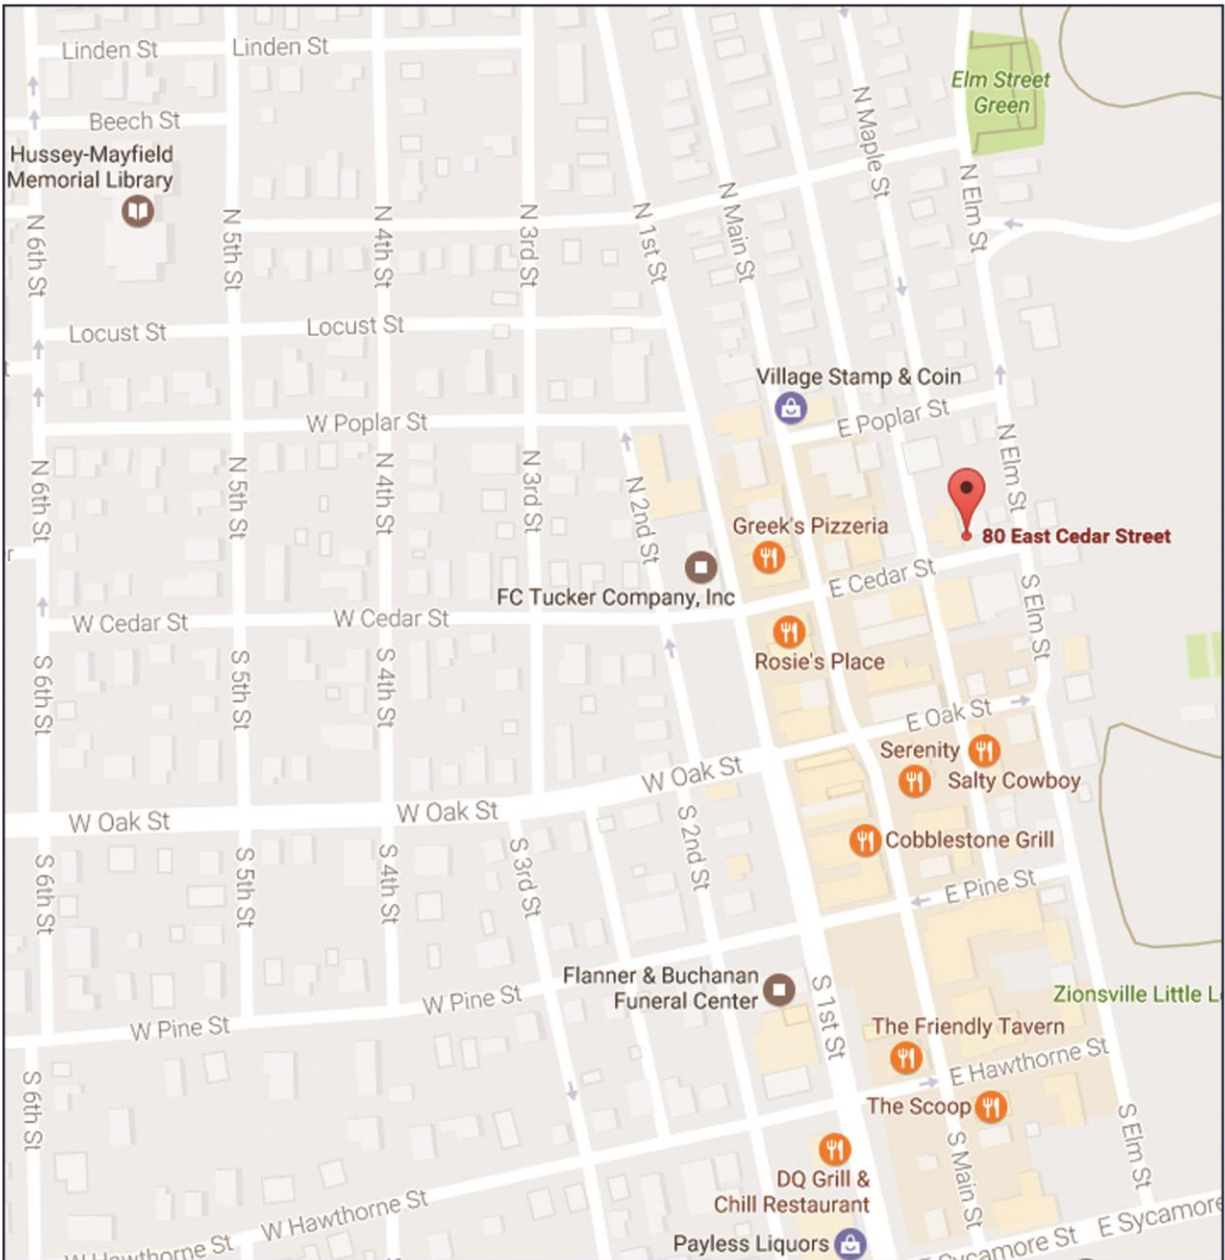 Linden St
Linden St
Elm Street
Green
Beech St
N Maple St
Hussey-Mayfield
Memorial Library
N 6th St
N 5th St
N 4th St
N 3rd St
N 1st St
N Main St
N Elm St
Locust St
Locust St
Village Stamp & Coin
W Poplar St
E Poplar St
N 6th St
N 5th St
N 4th St
N 3rd St
N 2nd St
N Elm St
Greek's Pizzeria
80 East Cedar Street
FC Tucker Company, Inc
E Cedar St
W Cedar St
W Cedar St
S Elm St
Rosie's Place
S 6th St
S 5th St
S 4th St
E Oak St
Serenity
W Oak St
Salty Cowboy
W Oak St
W Oak St
Cobblestone Grill
S 6th St
S 5th St
S 4th St
S 3rd St
S 2nd St
E Pine St
Flanner & Buchanan
Funeral Center
W Pine St
Zionsville Little L
W Pine St
S 1st St
The Friendly Tavern
E Hawthorne St
S 6th St
The Scoop
S Main St
S Elm St
DQ Grill &
Chill Restaurant
W Hawthorne St
W Hawthorne St
Payless Liquors
Sycamore St
E Sycamore